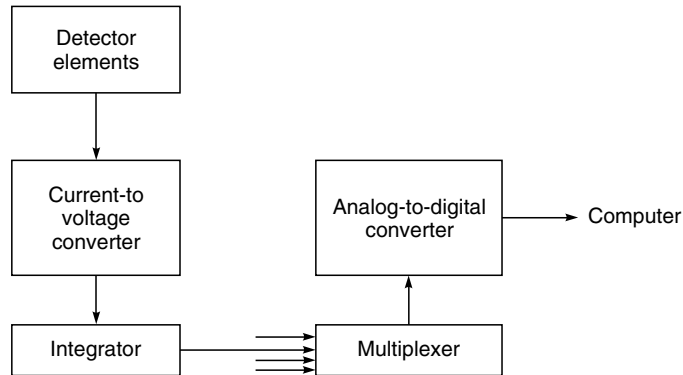 Detector
elements
Current-to
voltage
converter
Integrator
Multiplexer
Analog-to-digital
converter
Computer